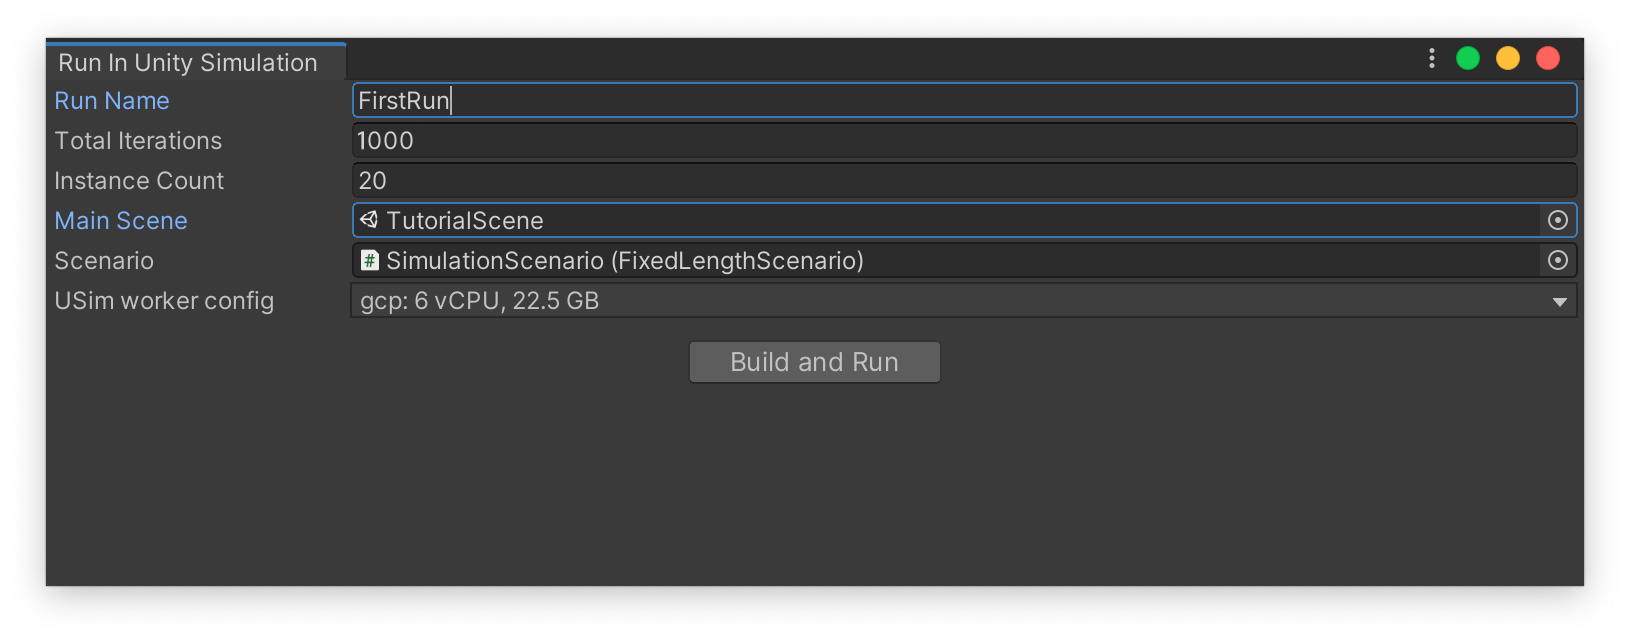 Run In Unity Simulation
Run Name FirstRun
Total Iterations 1000
Instance Count 20
Main Scene TutorialScene
Scenario # SimulationScenario (FixedLengthScenario)
USim worker config gcp: 6 vCPU, 22.5 GB
Build and Run